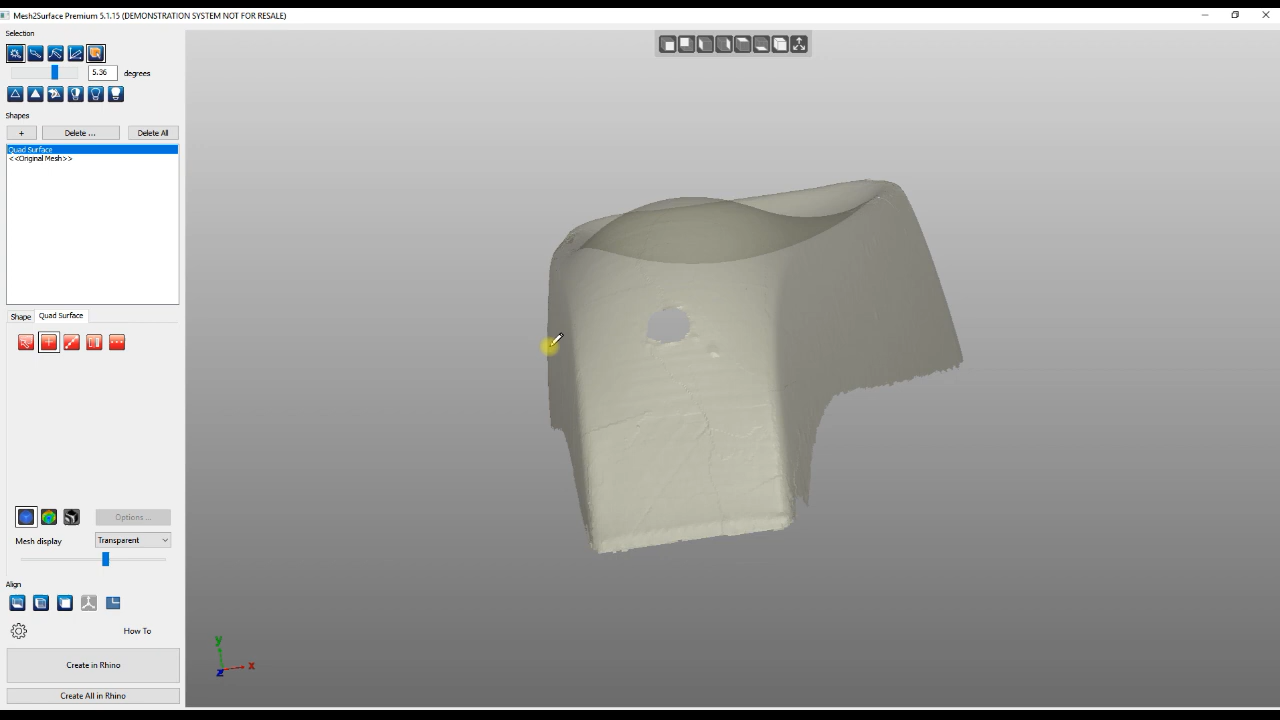 Mesh2Surface Premium 5.1.15 (DEMONSTRATION SYSTEM NOT FOR RESALE)
Selection
5.36 degrees
Shapes
+ Delete ... Delete All
Quad Surface
<<Original Mesh>>
Shape Quad Surface
Options ...
Mesh display Transparent
Align
How To
Create in Rhino
Create All in Rhino
y
x
z